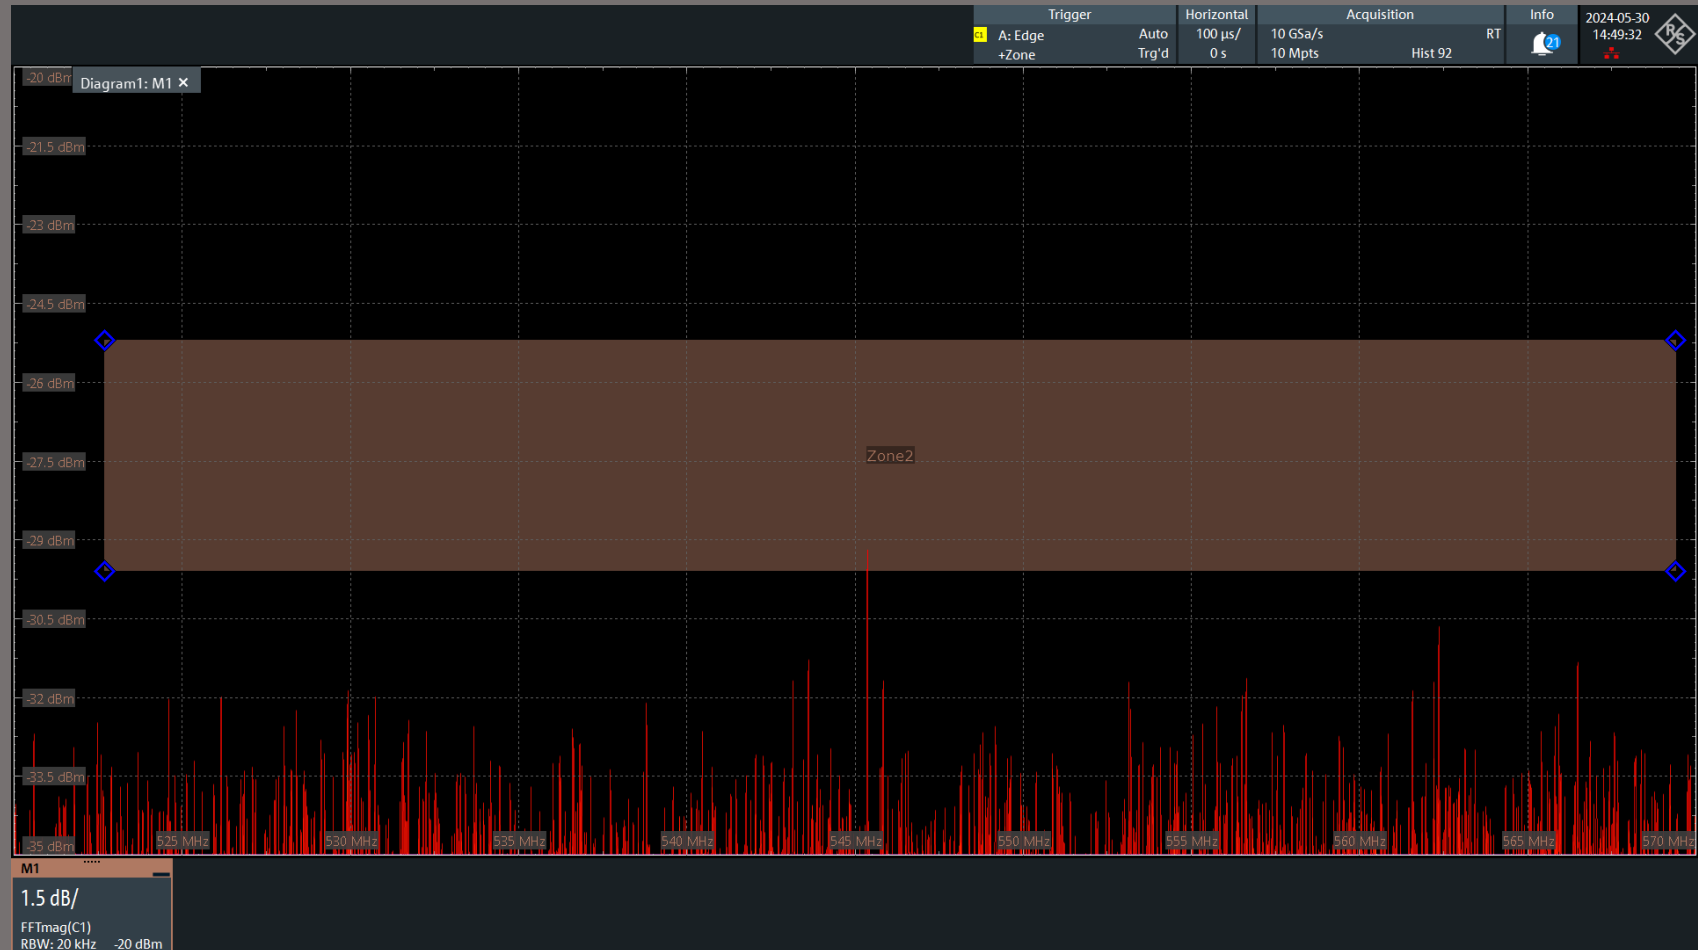 Trigger
C1 A: Edge Auto
+Zone Trg'd
Horizontal
100 µs/
0 s
Acquisition
10 GSa/s RT
10 Mpts Hist 92
Info
21
2024-05-30
14:49:32
R&S
Diagram1: M1 ×
-20 dBm
-21.5 dBm
-23 dBm
-24.5 dBm
-26 dBm
-27.5 dBm
-29 dBm
-30.5 dBm
-32 dBm
-33.5 dBm
-35 dBm
Zone2
525 MHz
530 MHz
535 MHz
540 MHz
545 MHz
550 MHz
555 MHz
560 MHz
565 MHz
570 MHz
M1
1.5 dB/
FFTmag(C1)
RBW: 20 kHz -20 dBm